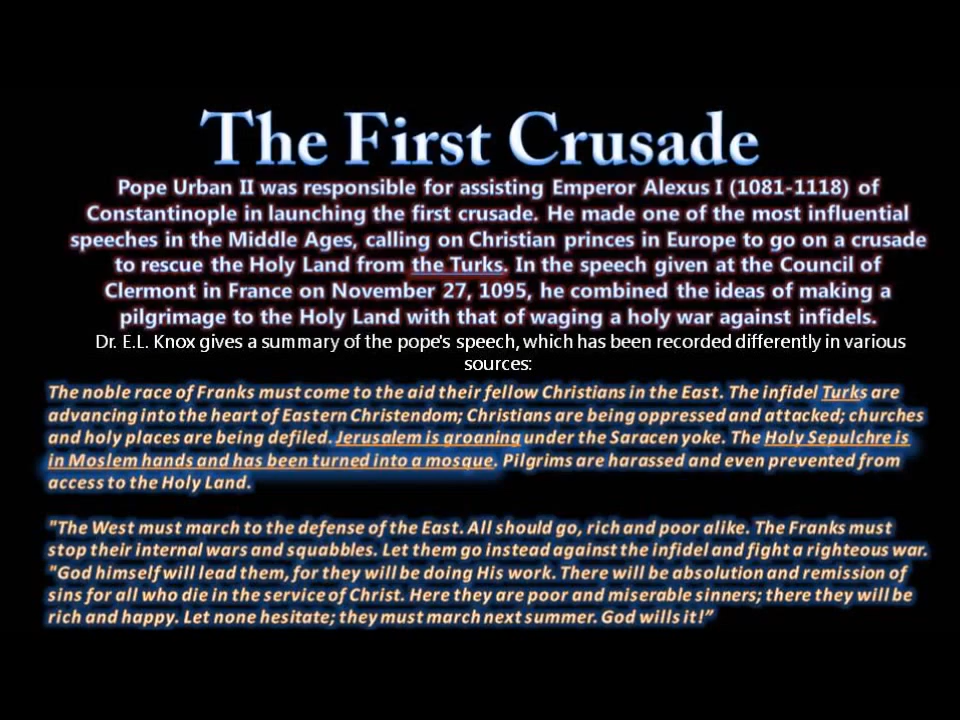 The First Crusade
Pope Urban II was responsible for assisting Emperor Alexus I (1081-1118) of
Constantinople in launching the first crusade. He made one of the most influential
speeches in the Middle Ages, calling on Christian princes in Europe to go on a crusade
to rescue the Holy Land from the Turks. In the speech given at the Council of
Clermont in France on November 27, 1095, he combined the ideas of making a
pilgrimage to the Holy Land with that of waging a holy war against infidels.
Dr. E.L. Knox gives a summary of the pope's speech, which has been recorded differently in various
sources:
The noble race of Franks must come to the aid their fellow Christians in the East. The infidel Turks are
advancing into the heart of Eastern Christendom; Christians are being oppressed and attacked; churches
and holy places are being defiled. Jerusalem is groaning under the Saracen yoke. The Holy Sepulchre is
in Moslem hands and has been turned into a mosque. Pilgrims are harassed and even prevented from
access to the Holy Land.
"The West must march to the defense of the East. All should go, rich and poor alike. The Franks must
stop their internal wars and squabbles. Let them go instead against the infidel and fight a righteous war.
"God himself will lead them, for they will be doing His work. There will be absolution and remission of
sins for all who die in the service of Christ. Here they are poor and miserable sinners; there they will be
rich and happy. Let none hesitate; they must march next summer. God wills it!”